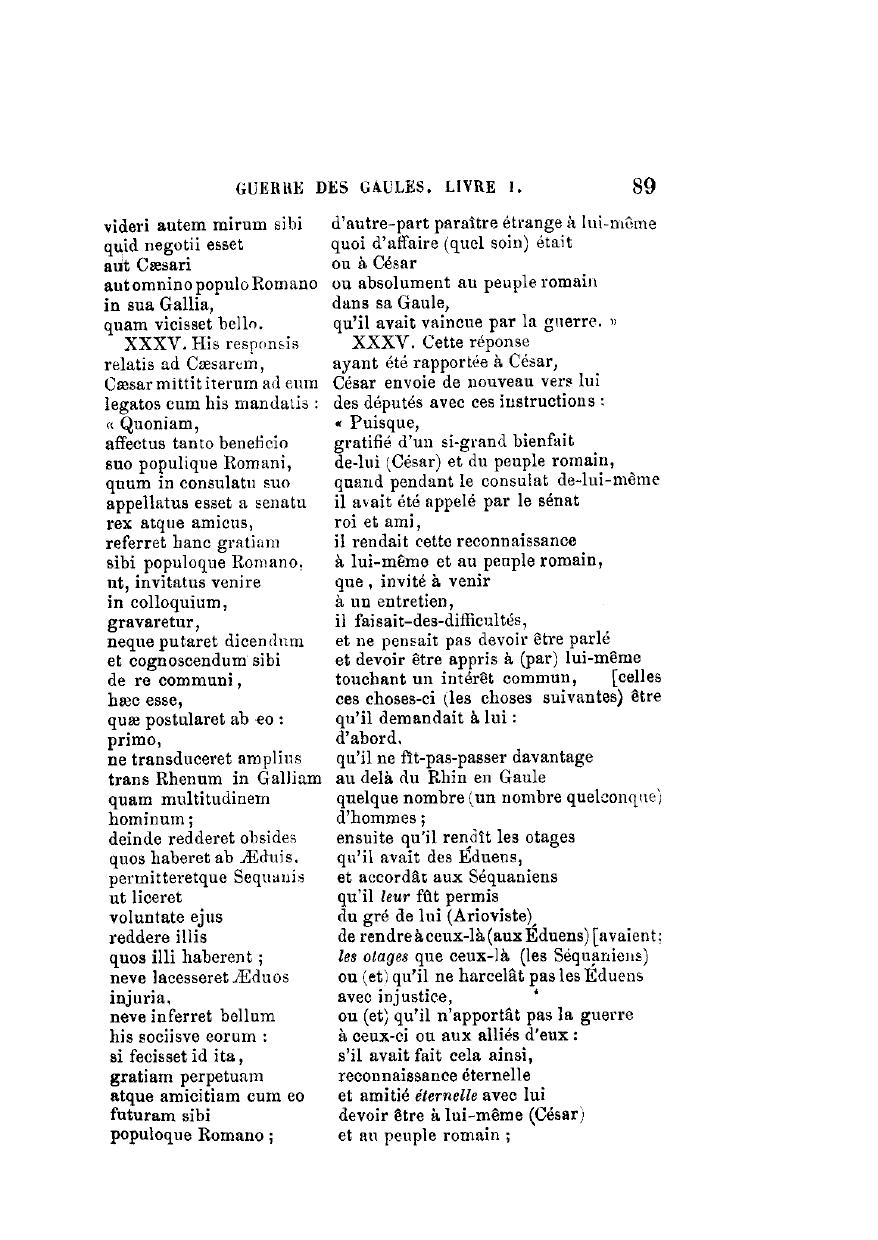 GUERRE DES GAULES. LIVRE I. 89
videri autem mirum sibi d'autre-part paraître étrange à lui-même
quid negotii esset quoi d'affaire (quel soin) était
aut Cæsari ou à César
aut omnino populo Romano ou absolument au peuple romain
in sua Gallia, dans sa Gaule,
quam vicisset bello. qu'il avait vaincue par la guerre. »
XXXV. His responsis XXXV. Cette réponse
relatis ad Cæsarem, ayant été rapportée à César,
Cæsar mittit iterum ad eum César envoie de nouveau vers lui
legatos cum his mandatis : des députés avec ces instructions :
« Quoniam, « Puisque,
affectus tanto beneficio gratifié d'un si-grand bienfait
suo populique Romani, de-lui (César) et du peuple romain,
quum in consulatu suo quand pendant le consulat de-lui-même
appellatus esset a senatu il avait été appelé par le sénat
rex atque amicus, roi et ami,
referret hanc gratiam il rendait cette reconnaissance
sibi populoque Romano, à lui-même et au peuple romain,
ut, invitatus venire que, invité à venir
in colloquium, à un entretien,
gravaretur, il faisait-des-difficultés,
neque putaret dicendum et ne pensait pas devoir être parlé
et cognoscendum sibi et devoir être appris à (par) lui-même
de re communi, touchant un intérêt commun, [celles
hæc esse, ces choses-ci (les choses suivantes) être
quæ postularet ab eo : qu'il demandait à lui :
primo, d'abord,
ne transduceret amplius qu'il ne fît-pas-passer davantage
trans Rhenum in Galliam au delà du Rhin en Gaule
quam multitudinem quelque nombre (un nombre quelconque)
hominum ; d'hommes ;
deinde redderet obsides ensuite qu'il rendît les otages
quos haberet ab Æduis, qu'il avait des Éduens,
permitteretque Sequanis et accordât aux Séquaniens
ut liceret qu'il leur fût permis
voluntate ejus du gré de lui (Arioviste)
reddere illis de rendre à ceux-là (aux Éduens) [avaient;
quos illi haberent ; les otages que ceux-là (les Séquaniens)
neve lacesseret Æduos ou (et) qu'il ne harcelât pas les Éduens
injuria, avec injustice,
neve inferret bellum ou (et) qu'il n'apportât pas la guerre
his sociisve eorum : à ceux-ci ou aux alliés d'eux :
si fecisset id ita, s'il avait fait cela ainsi,
gratiam perpetuam reconnaissance éternelle
atque amicitiam cum eo et amitié éternelle avec lui
futuram sibi devoir être à lui-même (César)
populoque Romano ; et au peuple romain ;